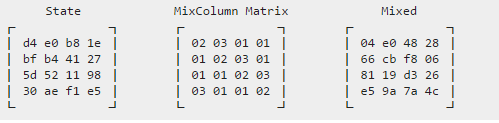 State MixColumn Matrix Mixed
d4 e0 b8 1e 02 03 01 01 04 e0 48 28
bf b4 41 27 01 02 03 01 66 cb f8 06
5d 52 11 98 01 01 02 03 81 19 d3 26
30 ae f1 e5 03 01 01 02 e5 9a 7a 4c